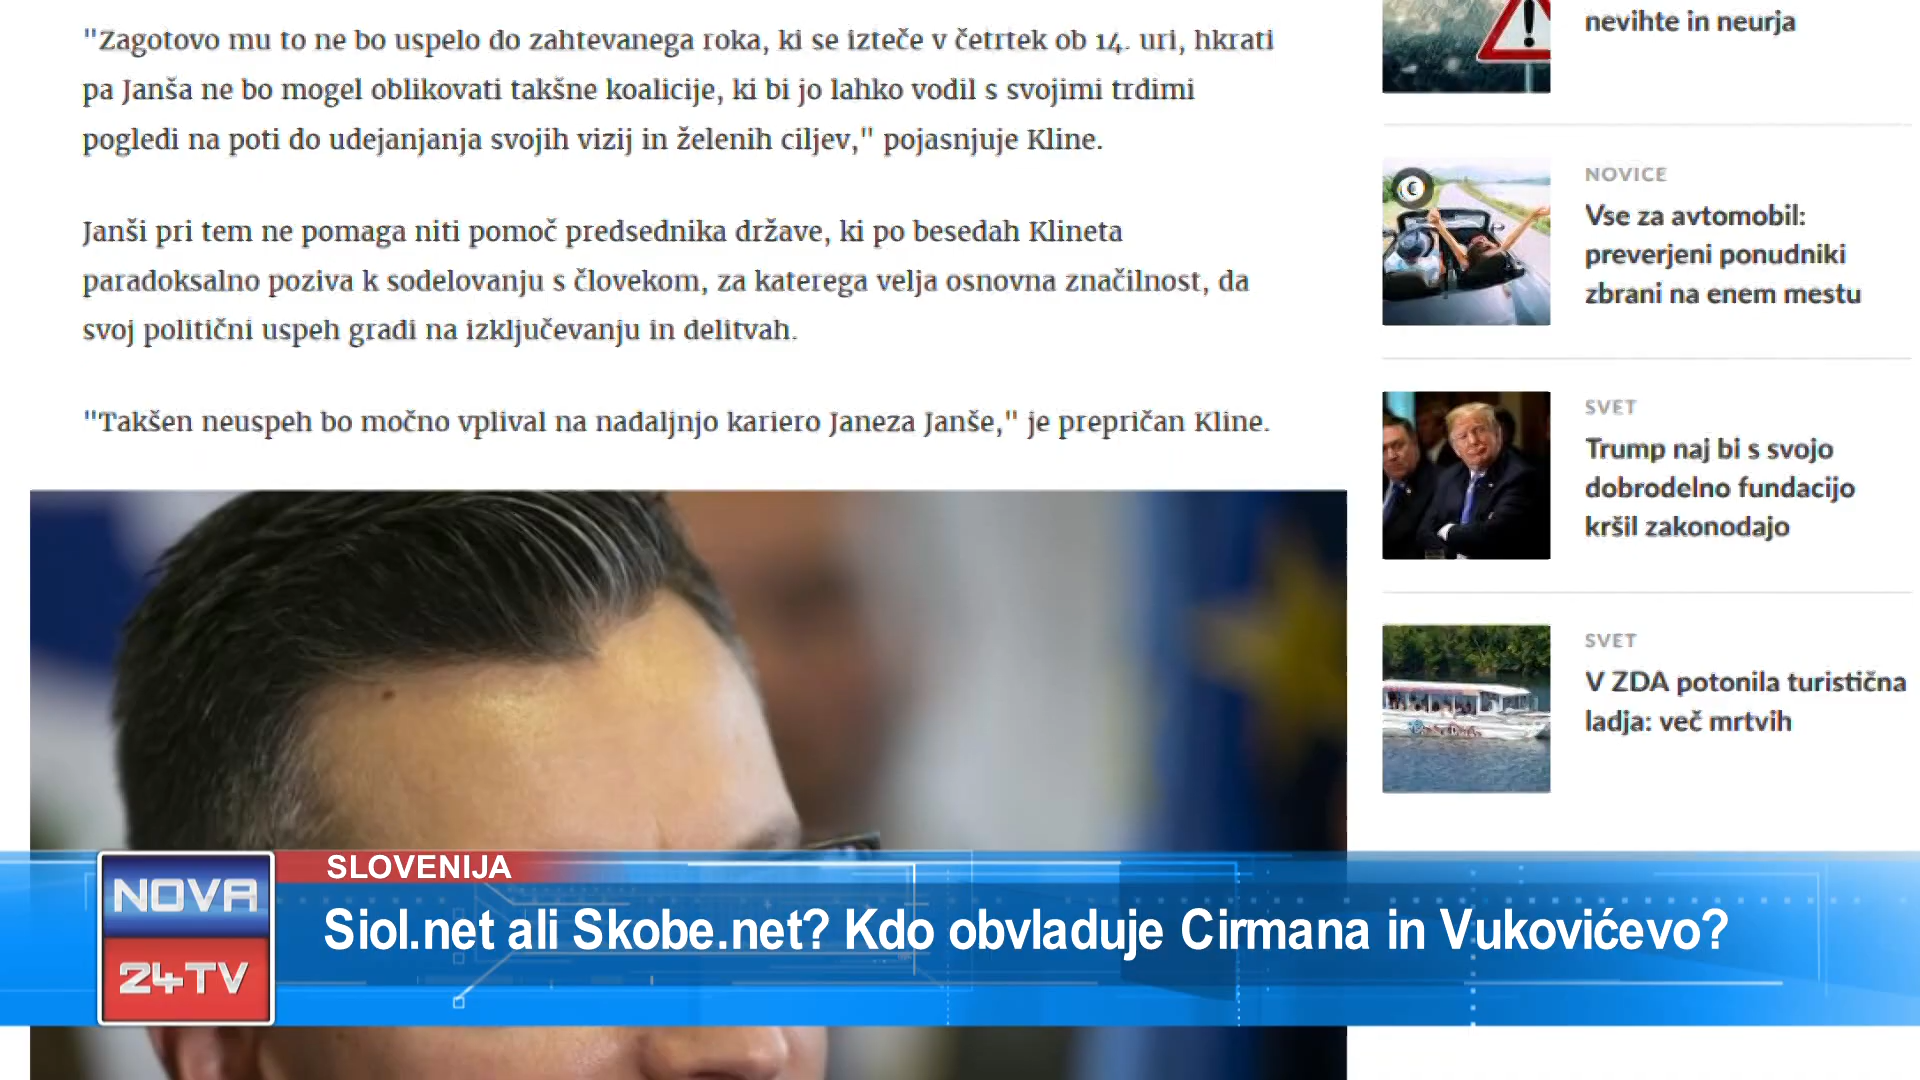 "Zagotovo mu to ne bo uspelo do zahtevanega roka, ki se izteče v četrtek ob 14. uri, hkrati
pa Janša ne bo mogel oblikovati takšne koalicije, ki bi jo lahko vodil s svojimi trdimi
pogledi na poti do udejanjanja svojih vizij in želenih ciljev," pojasnjuje Kline.
Janši pri tem ne pomaga niti pomoč predsednika države, ki po besedah Klineta
paradoksalno poziva k sodelovanju s človekom, za katerega velja osnovna značilnost, da
svoj politični uspeh gradi na izključevanju in delitvah.
"Takšen neuspeh bo močno vplival na nadaljnjo kariero Janeza Janše," je prepričan Kline.
nevihte in neurja
NOVICE
Vse za avtomobil:
preverjeni ponudniki
zbrani na enem mestu
SVET
Trump naj bi s svojo
dobrodelno fundacijo
kršil zakonodajo
SVET
V ZDA potonila turistična
ladja: več mrtvih
NOVA
24TV
SLOVENIJA
Siol.net ali Skobe.net? Kdo obvladuje Cirmana in Vukovićevo?